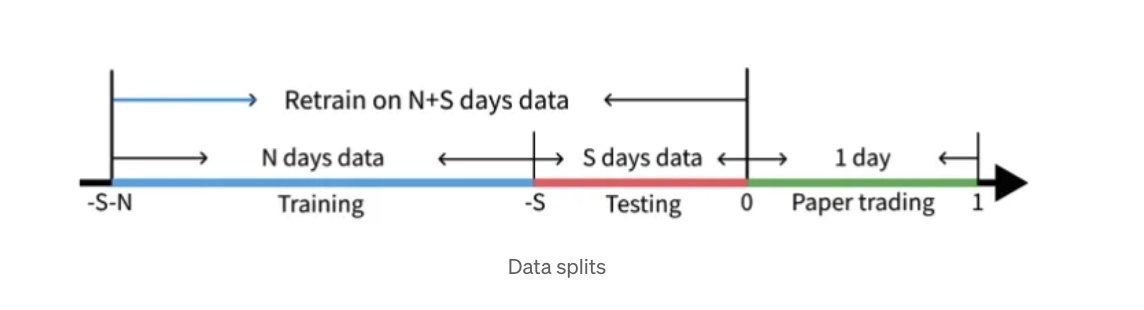 Retrain on N+S days data
N days data S days data 1 day
-S-N Training -S Testing 0 Paper trading 1
Data splits